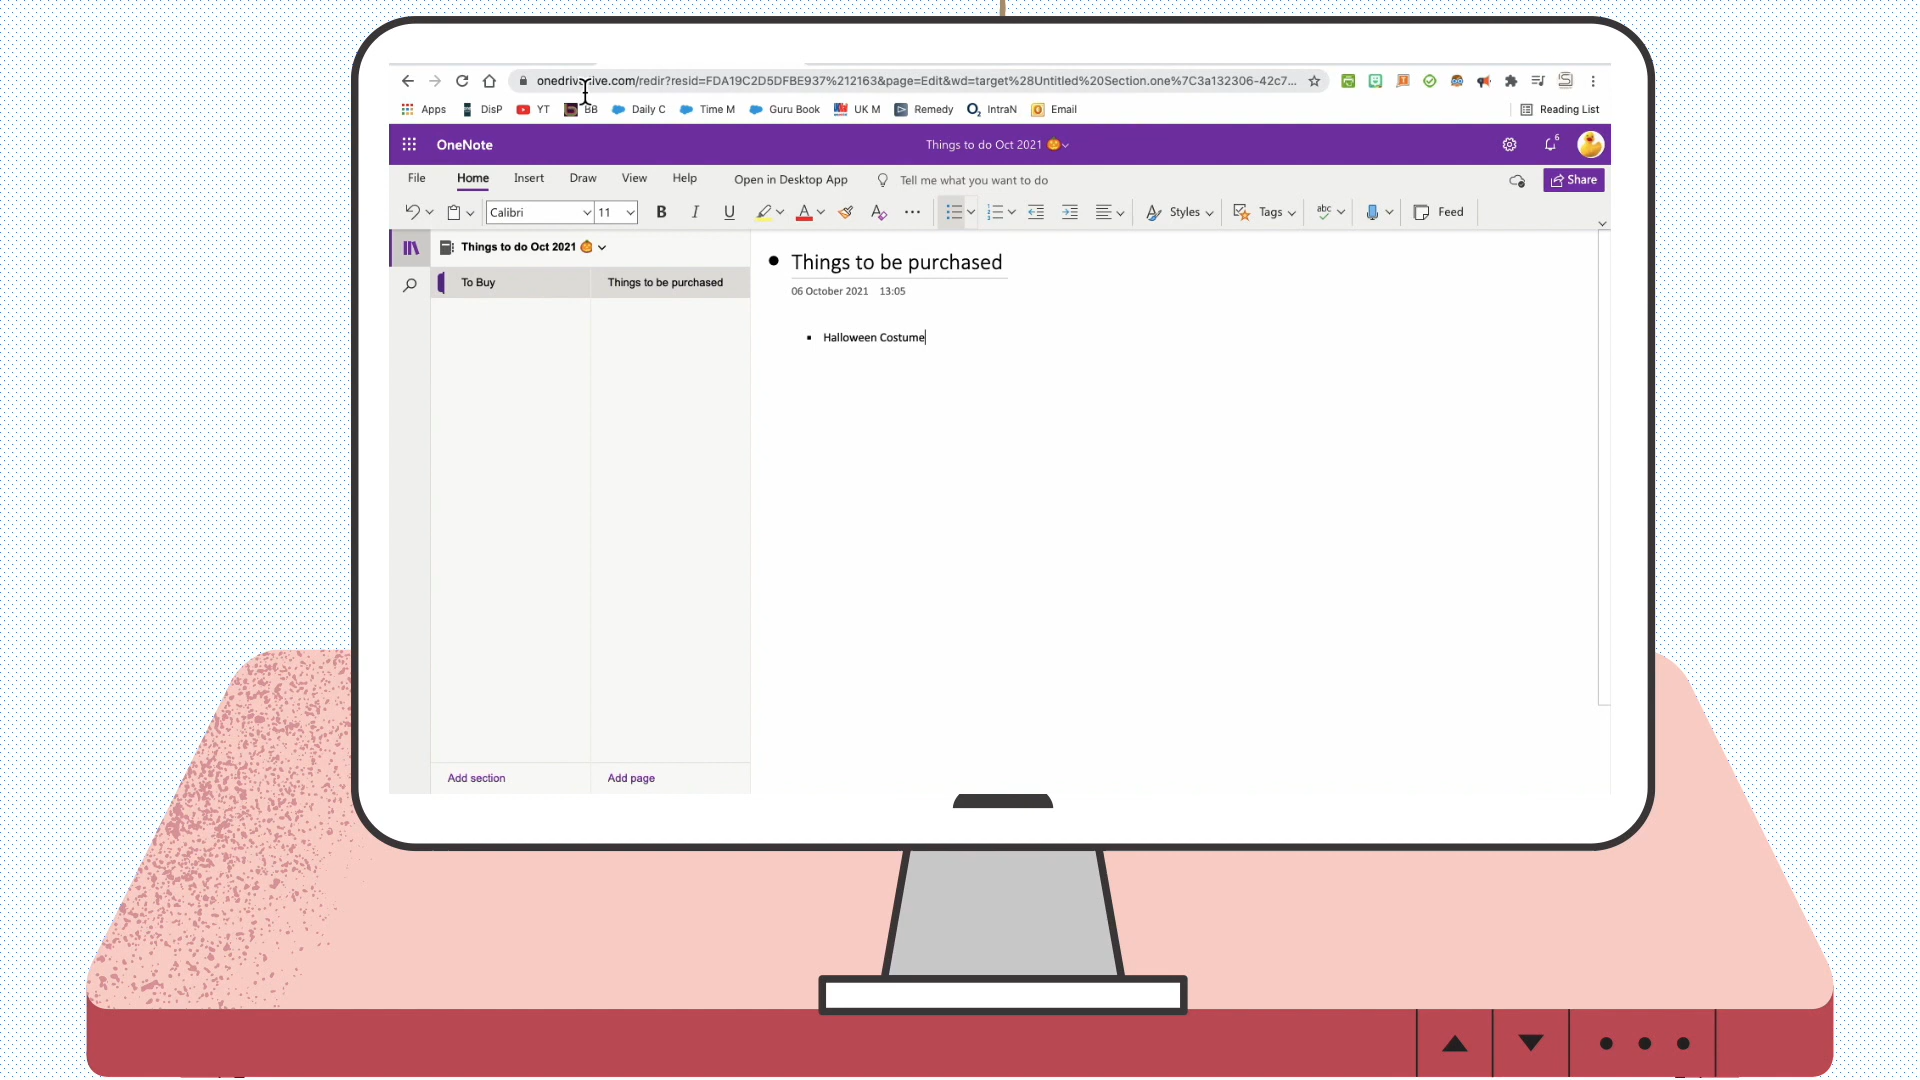 onedrive.live.com/redir?resid=FDA19C2D5DFBE937%212163&page=Edit&wd=target%28Untitled%20Section.one%7C3a132306-42c7...
Apps DisP YT BB Daily C Time M Guru Book UK M Remedy IntraN Email Reading List
OneNote Things to do Oct 2021 6
File Home Insert Draw View Help Open in Desktop App Tell me what you want to do Share
Calibri 11 B I U A Styles Tags abc Feed
Things to do Oct 2021
To Buy Things to be purchased
Things to be purchased
06 October 2021 13:05
Halloween Costume
Add section Add page